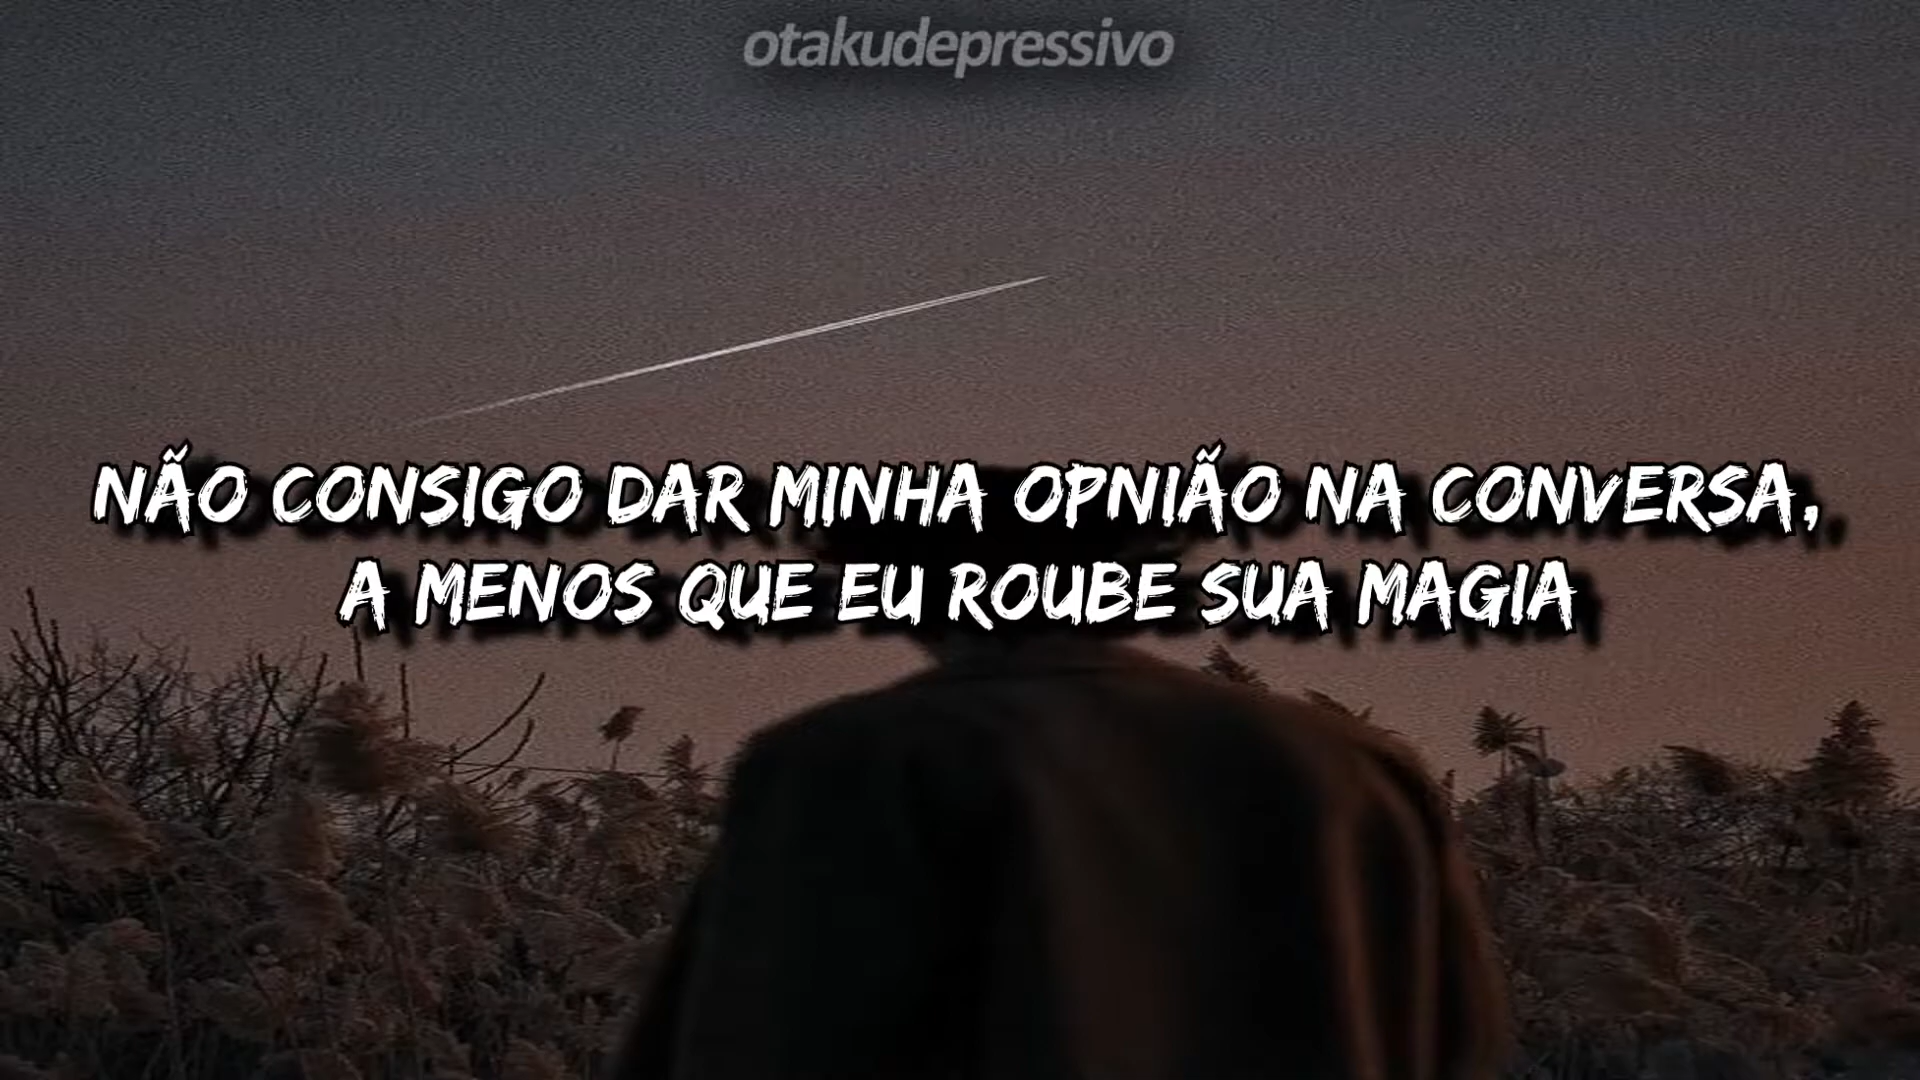 otakudepressivo
NÃO CONSIGO DAR MINHA OPNIÃO NA CONVERSA,
A MENOS QUE EU ROUBE SUA MAGIA